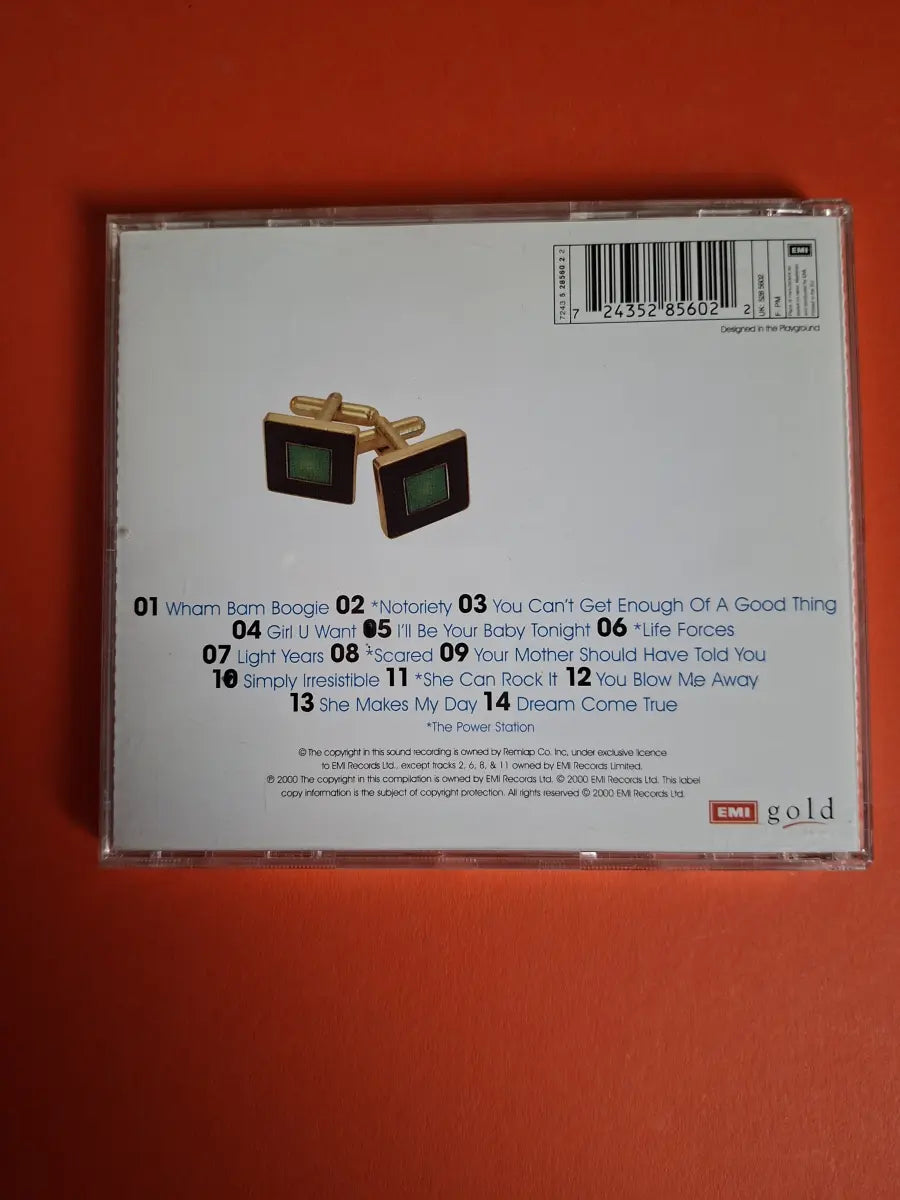 7243 5 28560 2 2
7 24352 85602 2
UK: 528 5602
F: PM
EMI
Designed in the Playground
01 Wham Bam Boogie 02 *Notoriety 03 You Can't Get Enough Of A Good Thing
04 Girl U Want 05 I'll Be Your Baby Tonight 06 *Life Forces
07 Light Years 08 *Scared 09 Your Mother Should Have Told You
10 Simply Irresistible 11 *She Can Rock It 12 You Blow Me Away
13 She Makes My Day 14 Dream Come True
*The Power Station
© The copyright in this sound recording is owned by Remlap Co. Inc, under exclusive licence
to EMI Records Ltd., except tracks 2, 6, 8, & 11 owned by EMI Records Limited.
℗ 2000 The copyright in this compilation is owned by EMI Records Ltd. © 2000 EMI Records Ltd. This label
copy information is the subject of copyright protection. All rights reserved © 2000 EMI Records Ltd.
EMI gold